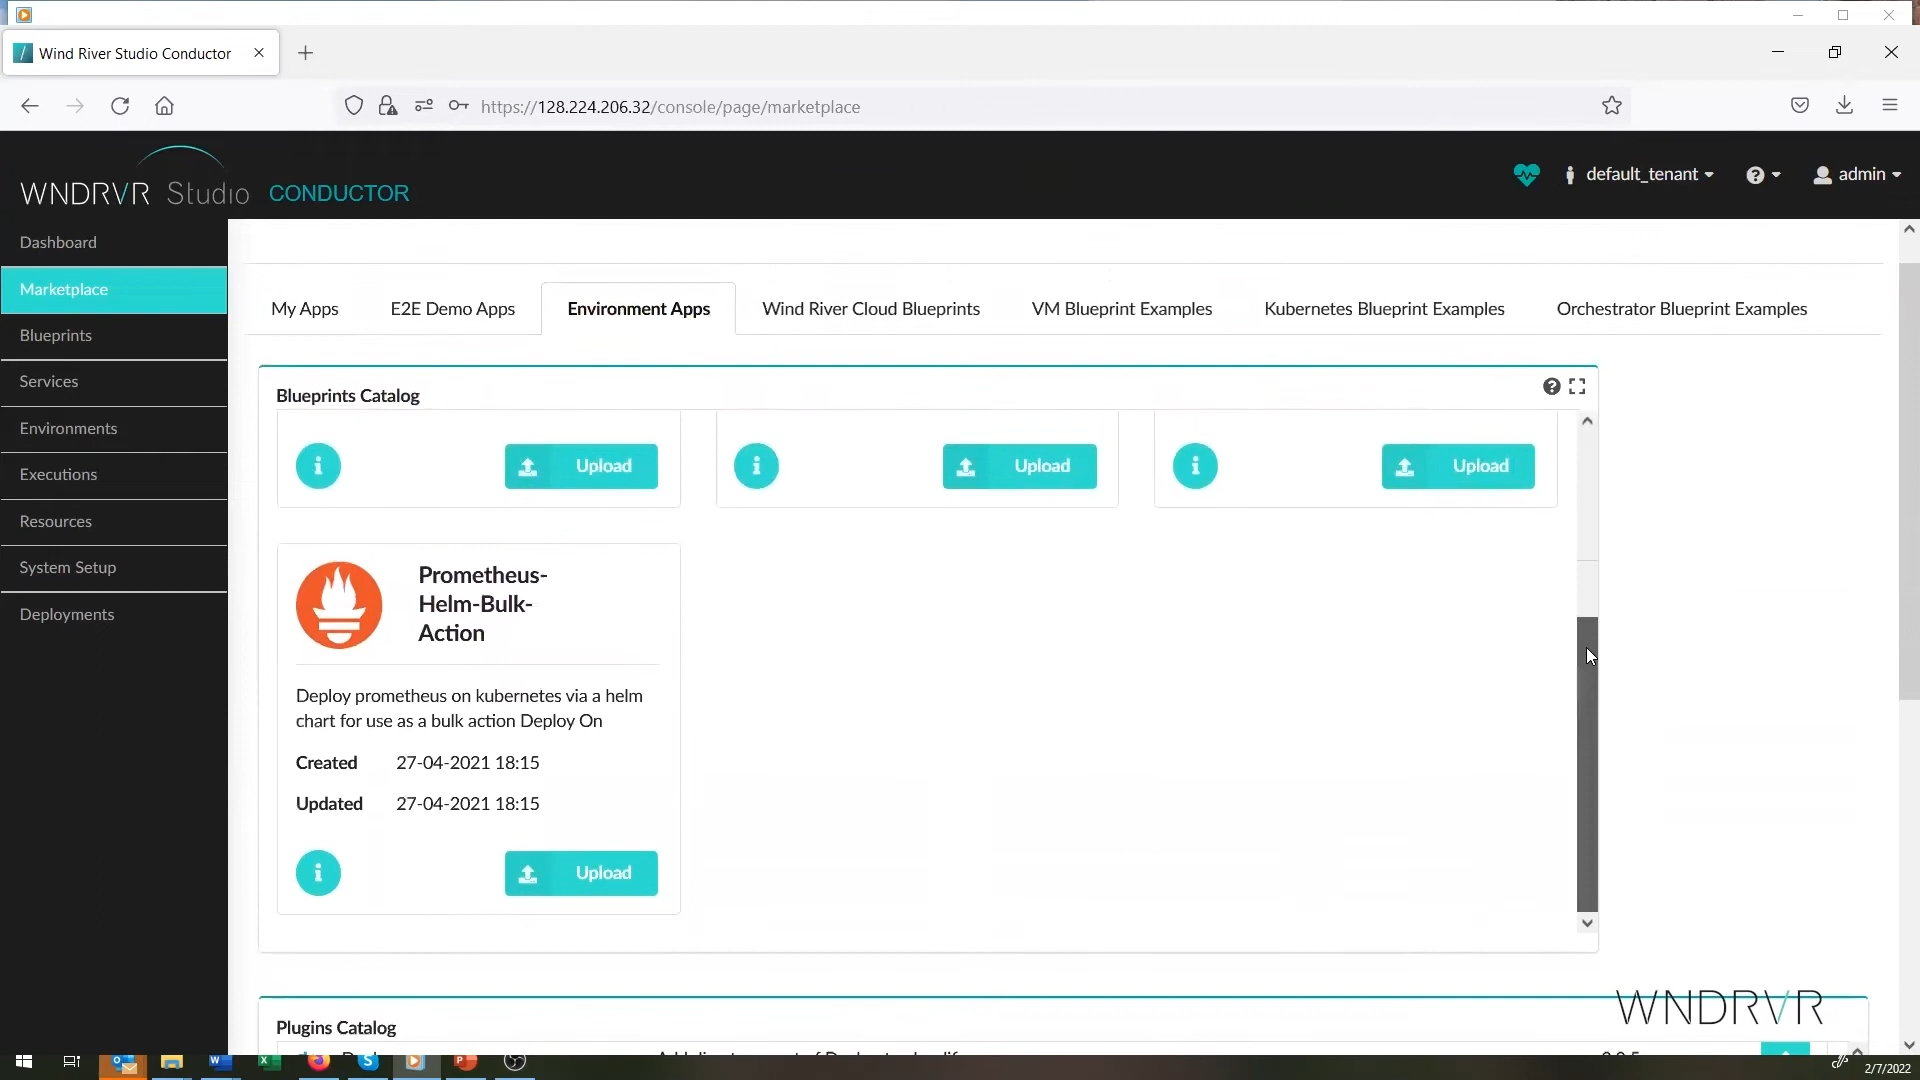 Wind River Studio Conductor
https://128.224.206.32/console/page/marketplace
WNDRVR Studio CONDUCTOR
default_tenant
admin
Dashboard
Marketplace
Blueprints
Services
Environments
Executions
Resources
System Setup
Deployments
My Apps
E2E Demo Apps
Environment Apps
Wind River Cloud Blueprints
VM Blueprint Examples
Kubernetes Blueprint Examples
Orchestrator Blueprint Examples
Blueprints Catalog
Upload
Upload
Upload
Prometheus-
Helm-Bulk-
Action
Deploy prometheus on kubernetes via a helm
chart for use as a bulk action Deploy On
Created 27-04-2021 18:15
Updated 27-04-2021 18:15
Upload
WNDRVR
Plugins Catalog
2/7/2022